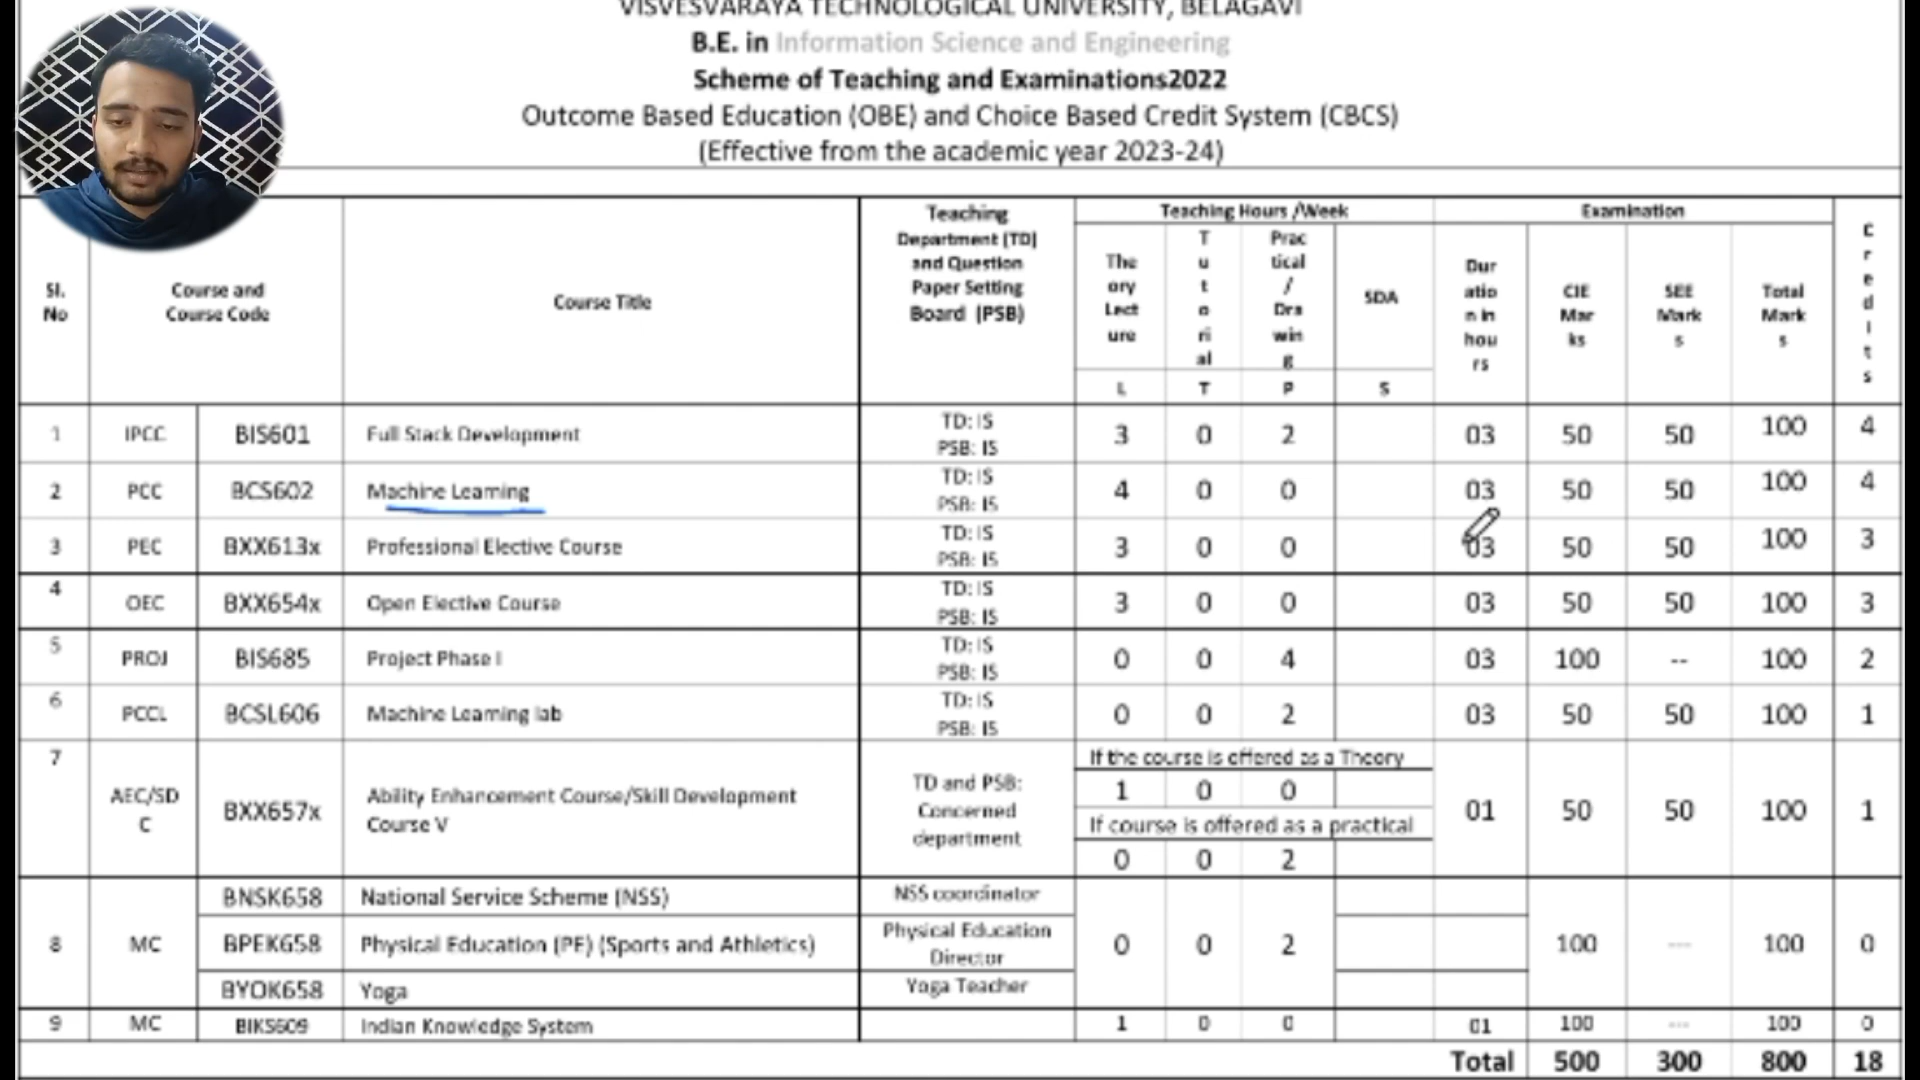 VISVESVARAYA TECHNOLOGICAL UNIVERSITY, BELAGAVI
B.E. in Information Science and Engineering
Scheme of Teaching and Examinations2022
Outcome Based Education (OBE) and Choice Based Credit System (CBCS)
(Effective from the academic year 2023-24)
Sl. No | Course and Course Code | Course Title | Teaching Department (TD) and Question Paper Setting Board (PSB) | Teaching Hours /Week | Examination | Credits
Theory Lecture | Tutorial | Practical/ Drawing | SDA | Duration in hours | CIE Marks | SEE Marks | Total Marks
L | T | P | S
1 | IPCC | BIS601 | Full Stack Development | TD: IS PSB: IS | 3 | 0 | 2 | 03 | 50 | 50 | 100 | 4
2 | PCC | BCS602 | Machine Learning | TD: IS PSB: IS | 4 | 0 | 0 | 03 | 50 | 50 | 100 | 4
3 | PEC | BXX613x | Professional Elective Course | TD: IS PSB: IS | 3 | 0 | 0 | 03 | 50 | 50 | 100 | 3
4 | OEC | BXX654x | Open Elective Course | TD: IS PSB: IS | 3 | 0 | 0 | 03 | 50 | 50 | 100 | 3
5 | PROJ | BIS685 | Project Phase I | TD: IS PSB: IS | 0 | 0 | 4 | 03 | 100 | -- | 100 | 2
6 | PCCL | BCSL606 | Machine Learning lab | TD: IS PSB: IS | 0 | 0 | 2 | 03 | 50 | 50 | 100 | 1
7 | AEC/SDC | BXX657x | Ability Enhancement Course/Skill Development Course V | TD and PSB: Concerned department | If the course is offered as a Theory | 01 | 50 | 50 | 100 | 1
1 | 0 | 0
If course is offered as a practical
0 | 0 | 2
8 | MC | BNSK658 | National Service Scheme (NSS) | NSS coordinator | 0 | 0 | 2 | 100 | --- | 100 | 0
BPEK658 | Physical Education (PE) (Sports and Athletics) | Physical Education Director
BYOK658 | Yoga | Yoga Teacher
9 | MC | BIKS609 | Indian Knowledge System | 1 | 0 | 0 | 01 | 100 | --- | 100 | 0
Total | 500 | 300 | 800 | 18